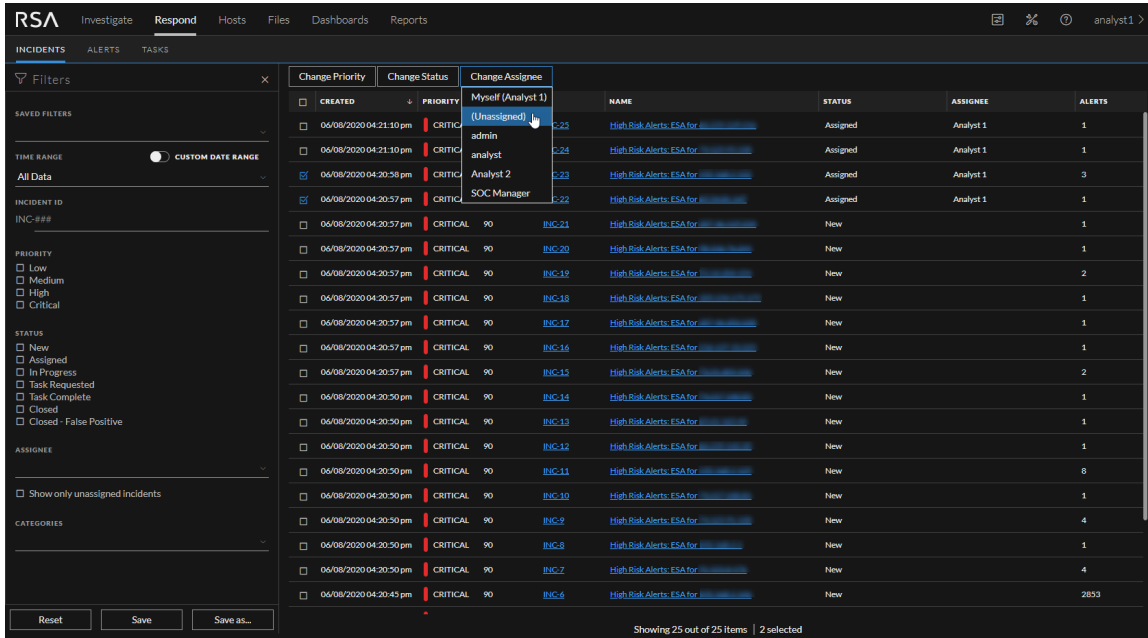 RSA Investigate Respond Hosts Files Dashboards Reports analyst1 >
INCIDENTS ALERTS TASKS
Filters
SAVED FILTERS
TIME RANGE CUSTOM DATE RANGE
All Data
INCIDENT ID
INC-###
PRIORITY
Low
Medium
High
Critical
STATUS
New
Assigned
In Progress
Task Requested
Task Complete
Closed
Closed - False Positive
ASSIGNEE
Show only unassigned incidents
CATEGORIES
Reset Save Save as...
Change Priority Change Status Change Assignee
Myself (Analyst 1)
(Unassigned)
admin
analyst
Analyst 2
SOC Manager
CREATED PRIORITY NAME STATUS ASSIGNEE ALERTS
06/08/2020 04:21:10 pm CRITICA C-25 High Risk Alerts: ESA for Assigned Analyst 1 1
06/08/2020 04:21:10 pm CRITICA C-24 High Risk Alerts: ESA for Assigned Analyst 1 1
06/08/2020 04:20:58 pm CRITICA C-23 High Risk Alerts: ESA for Assigned Analyst 1 3
06/08/2020 04:20:57 pm CRITICA C-22 High Risk Alerts: ESA for Assigned Analyst 1 1
06/08/2020 04:20:57 pm CRITICAL 90 INC-21 High Risk Alerts: ESA for New 1
06/08/2020 04:20:57 pm CRITICAL 90 INC-20 High Risk Alerts: ESA for New 1
06/08/2020 04:20:57 pm CRITICAL 90 INC-19 High Risk Alerts: ESA for New 2
06/08/2020 04:20:57 pm CRITICAL 90 INC-18 High Risk Alerts: ESA for New 1
06/08/2020 04:20:57 pm CRITICAL 90 INC-17 High Risk Alerts: ESA for New 1
06/08/2020 04:20:57 pm CRITICAL 90 INC-16 High Risk Alerts: ESA for New 1
06/08/2020 04:20:57 pm CRITICAL 90 INC-15 High Risk Alerts: ESA for New 2
06/08/2020 04:20:50 pm CRITICAL 90 INC-14 High Risk Alerts: ESA for New 1
06/08/2020 04:20:50 pm CRITICAL 90 INC-13 High Risk Alerts: ESA for New 1
06/08/2020 04:20:50 pm CRITICAL 90 INC-12 High Risk Alerts: ESA for New 1
06/08/2020 04:20:50 pm CRITICAL 90 INC-11 High Risk Alerts: ESA for New 8
06/08/2020 04:20:50 pm CRITICAL 90 INC-10 High Risk Alerts: ESA for New 1
06/08/2020 04:20:50 pm CRITICAL 90 INC-9 High Risk Alerts: ESA for New 4
06/08/2020 04:20:50 pm CRITICAL 90 INC-8 High Risk Alerts: ESA for New 1
06/08/2020 04:20:50 pm CRITICAL 90 INC-7 High Risk Alerts: ESA for New 4
06/08/2020 04:20:45 pm CRITICAL 90 INC-6 High Risk Alerts: ESA for New 2853
Showing 25 out of 25 items | 2 selected